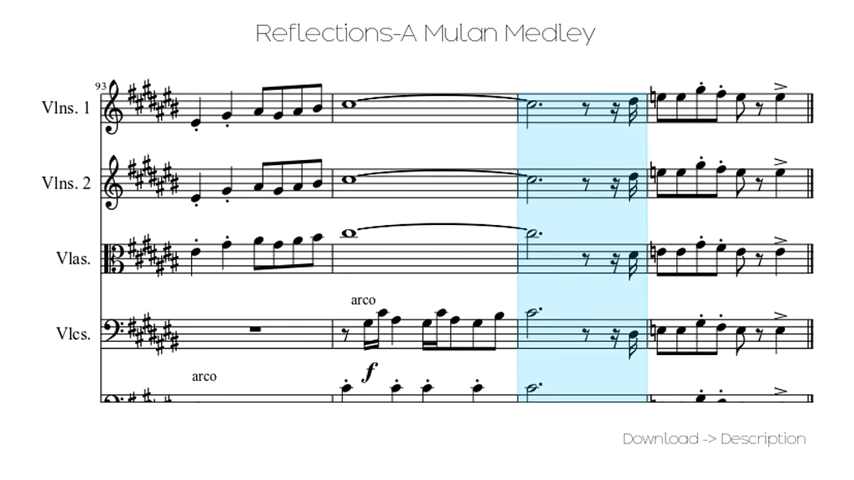 Reflections-A Mulan Medley
93
Vlns. 1
Vlns. 2
Vlas.
arco
Vlcs.
f
arco
Download -> Description